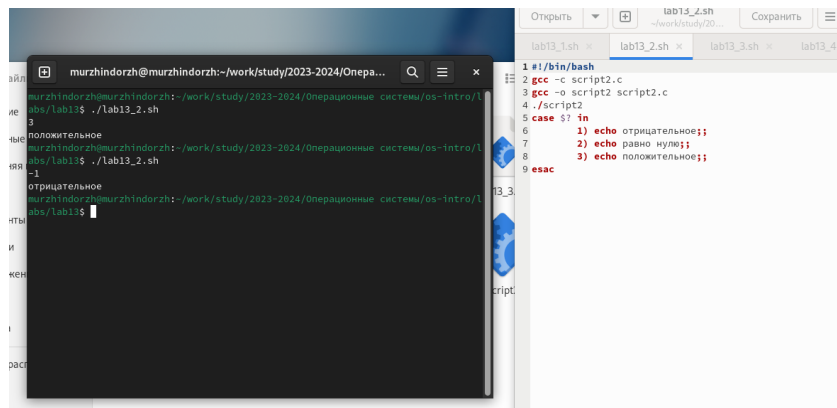 Открыть
lab13_2.sh
~/work/study/20...
Сохранить
lab13_1.sh ×
lab13_2.sh ×
lab13_3.sh ×
lab13_4
murzhindorzh@murzhindorzh:~/work/study/2023-2024/Опера...
murzhindorzh@murzhindorzh:~/work/study/2023-2024/Операционные системы/os-intro/l
abs/lab13$ ./lab13_2.sh
3
положительное
murzhindorzh@murzhindorzh:~/work/study/2023-2024/Операционные системы/os-intro/l
abs/lab13$ ./lab13_2.sh
-1
отрицательное
murzhindorzh@murzhindorzh:~/work/study/2023-2024/Операционные системы/os-intro/l
abs/lab13$
1 #!/bin/bash
2 gcc -c script2.c
3 gcc -o script2 script2.c
4 ./script2
5 case $? in
6 1) echo отрицательное;;
7 2) echo равно нулю;;
8 3) echo положительное;;
9 esac